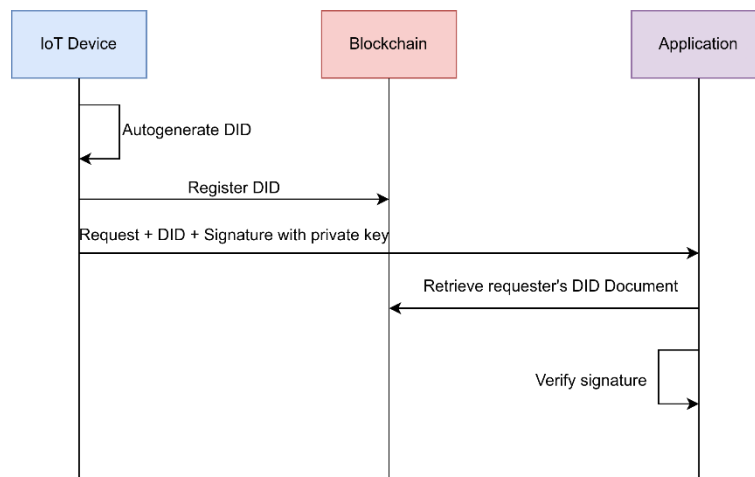 IoT Device
Blockchain
Application
Autogenerate DID
Register DID
Request + DID + Signature with private key
Retrieve requester's DID Document
Verify signature